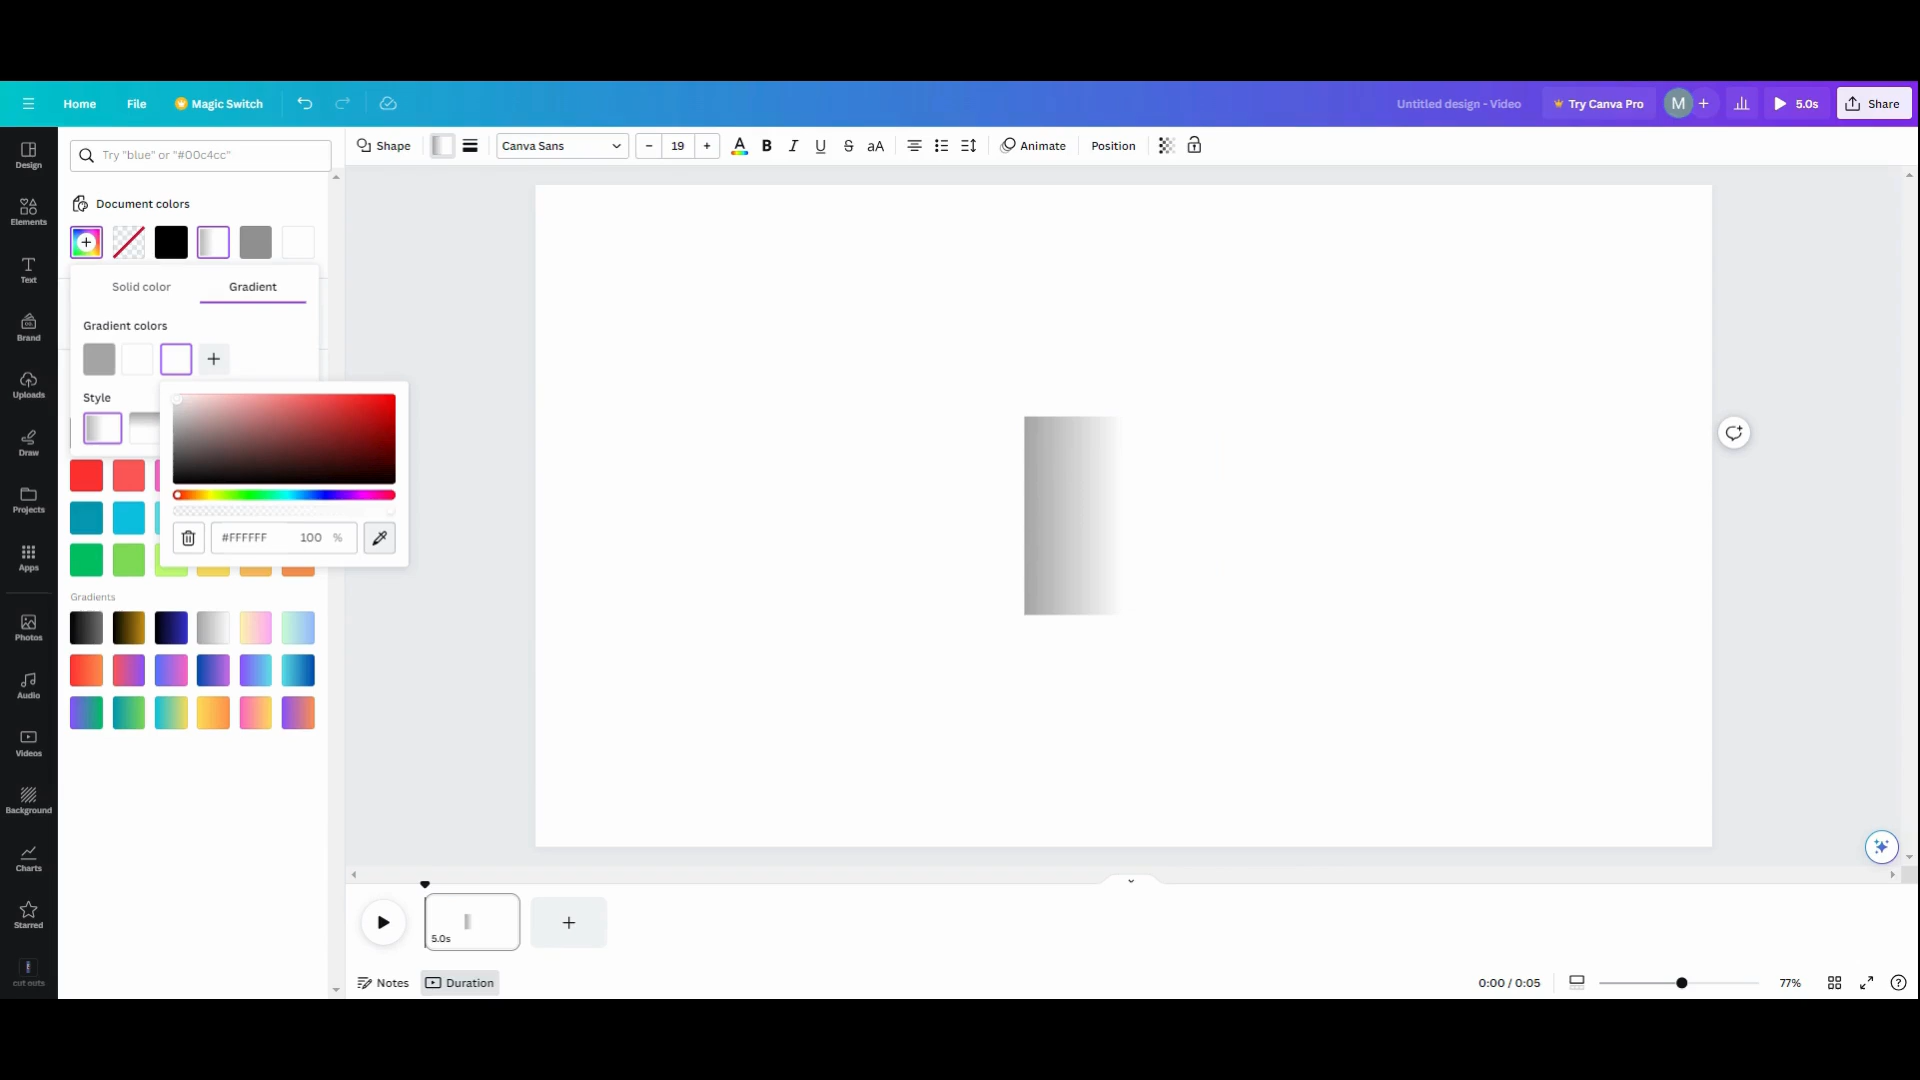 Home File Magic Switch Untitled design - Video Try Canva Pro M + 5.0s Share
Try "blue" or "#00c4cc" Shape Canva Sans – 19 + A B I U S aA Animate Position
Design
Document colors
Elements
Solid color Gradient
Text
Gradient colors
Brand
Uploads
Style
Draw
Projects
#FFFFFF 100 %
Apps
Gradients
Photos
Audio
Videos
Background
Charts
Starred
5.0s
cut outs
Notes Duration 0:00 / 0:05 77%